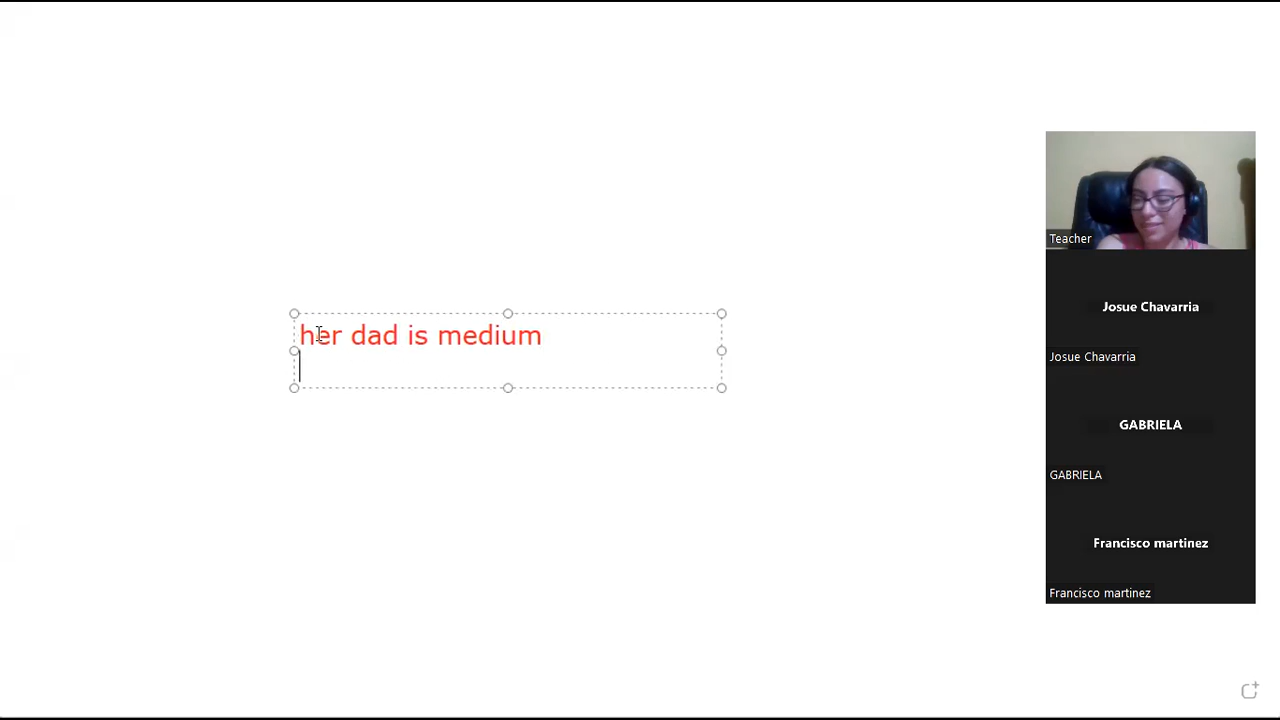 her dad is medium
Teacher
Josue Chavarria
Josue Chavarria
GABRIELA
GABRIELA
Francisco martinez
Francisco martinez